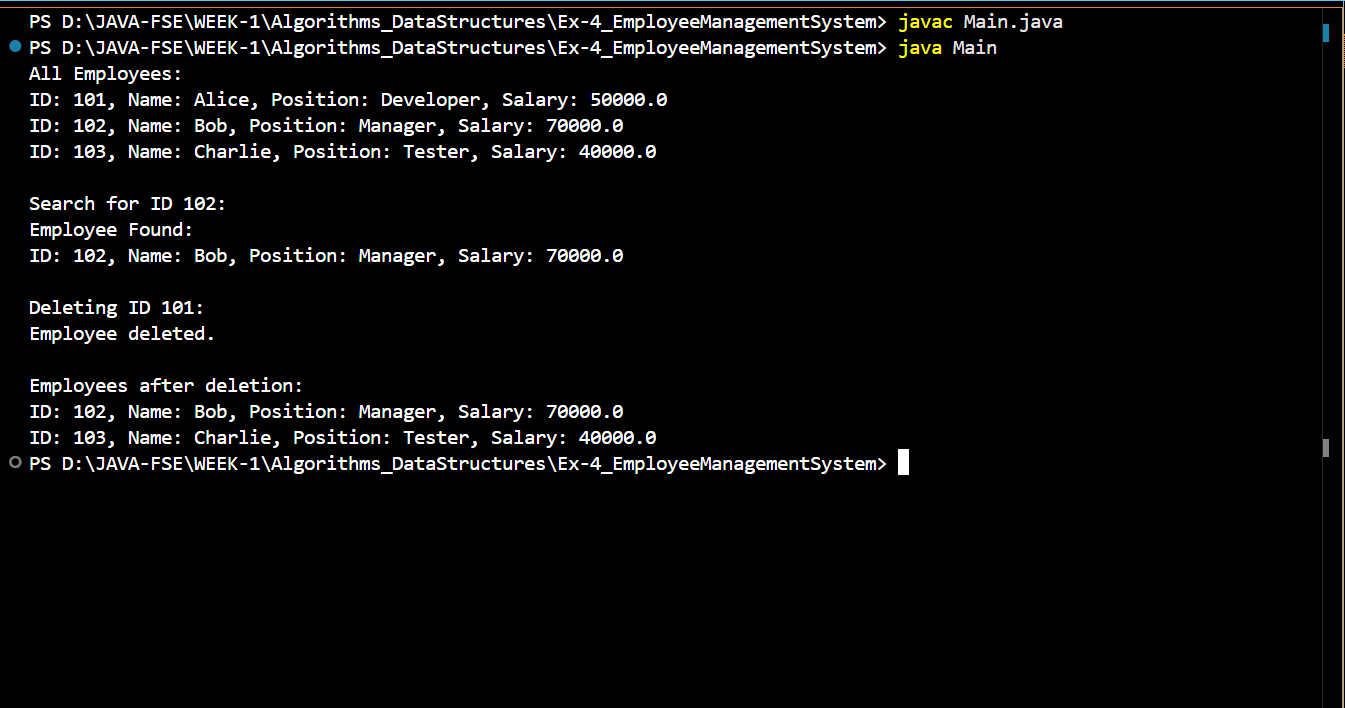 PS D:\JAVA-FSE\WEEK-1\Algorithms_DataStructures\Ex-4_EmployeeManagementSystem> javac Main.java
PS D:\JAVA-FSE\WEEK-1\Algorithms_DataStructures\Ex-4_EmployeeManagementSystem> java Main
All Employees:
ID: 101, Name: Alice, Position: Developer, Salary: 50000.0
ID: 102, Name: Bob, Position: Manager, Salary: 70000.0
ID: 103, Name: Charlie, Position: Tester, Salary: 40000.0

Search for ID 102:
Employee Found:
ID: 102, Name: Bob, Position: Manager, Salary: 70000.0

Deleting ID 101:
Employee deleted.

Employees after deletion:
ID: 102, Name: Bob, Position: Manager, Salary: 70000.0
ID: 103, Name: Charlie, Position: Tester, Salary: 40000.0
PS D:\JAVA-FSE\WEEK-1\Algorithms_DataStructures\Ex-4_EmployeeManagementSystem>